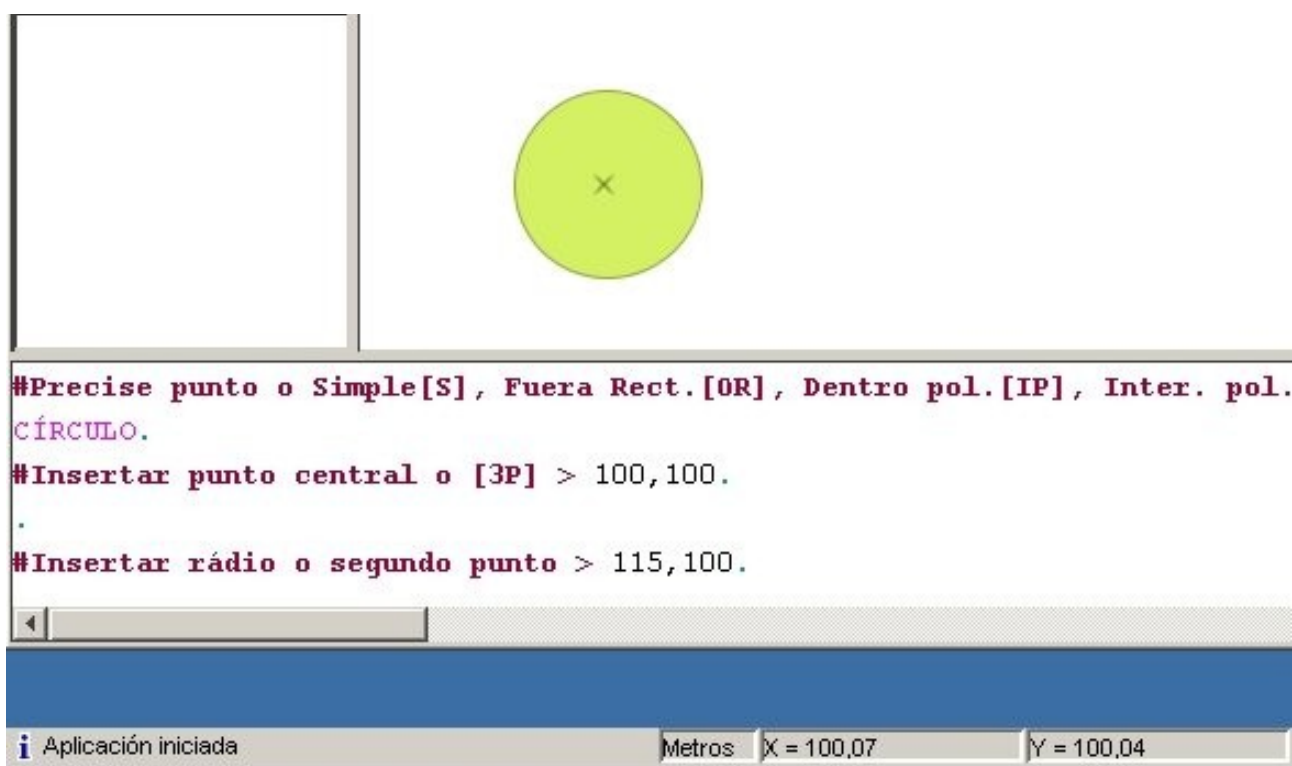 #Precise punto o Simple[S], Fuera Rect.[OR], Dentro pol.[IP], Inter. pol.
CÍRCULO.
#Insertar punto central o [3P] > 100,100.
.
#Insertar rádio o segundo punto > 115,100.
Aplicación iniciada Metros X = 100,07 Y = 100,04